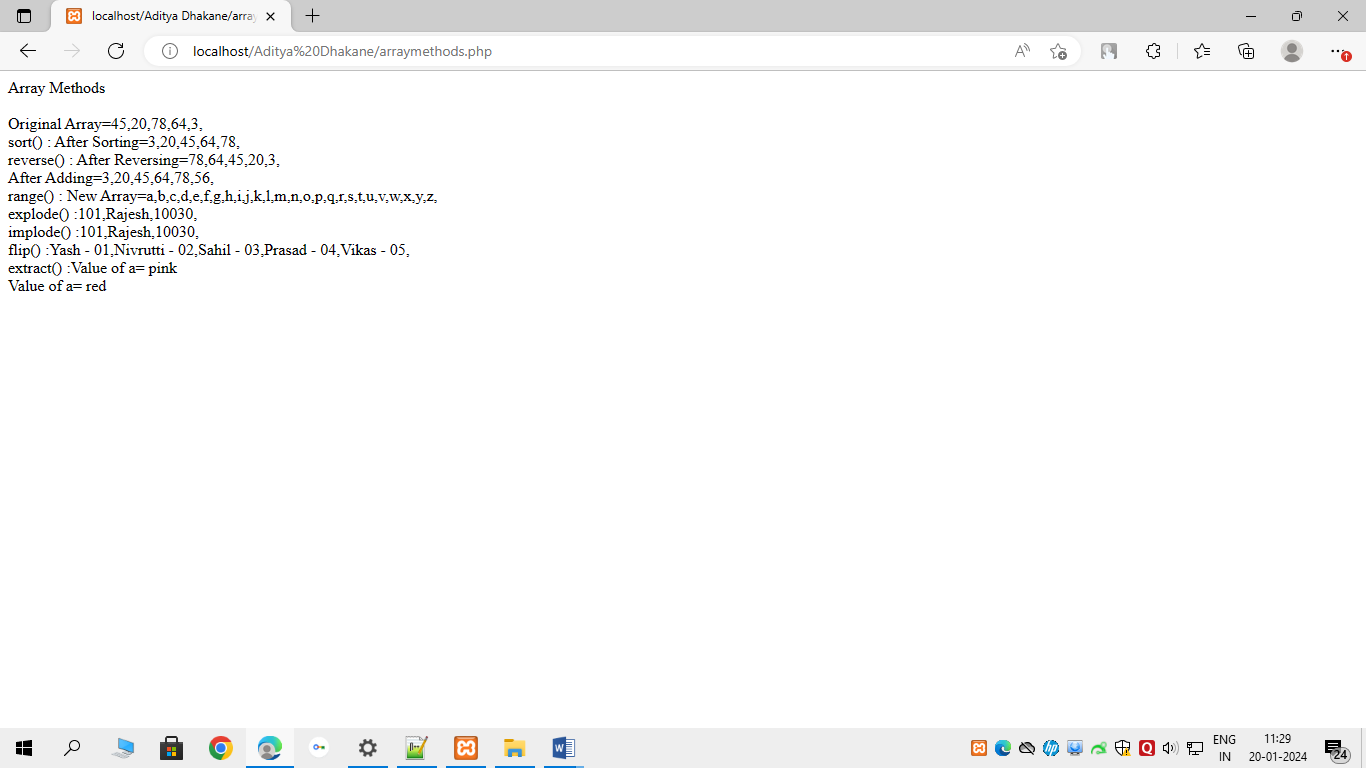 localhost/Aditya Dhakane/array
localhost/Aditya%20Dhakane/arraymethods.php
Array Methods
Original Array=45,20,78,64,3,
sort() : After Sorting=3,20,45,64,78,
reverse() : After Reversing=78,64,45,20,3,
After Adding=3,20,45,64,78,56,
range() : New Array=a,b,c,d,e,f,g,h,i,j,k,l,m,n,o,p,q,r,s,t,u,v,w,x,y,z,
explode() :101,Rajesh,10030,
implode() :101,Rajesh,10030,
flip() :Yash - 01,Nivrutti - 02,Sahil - 03,Prasad - 04,Vikas - 05,
extract() :Value of a= pink
Value of a= red
ENG
IN
11:29
20-01-2024
24